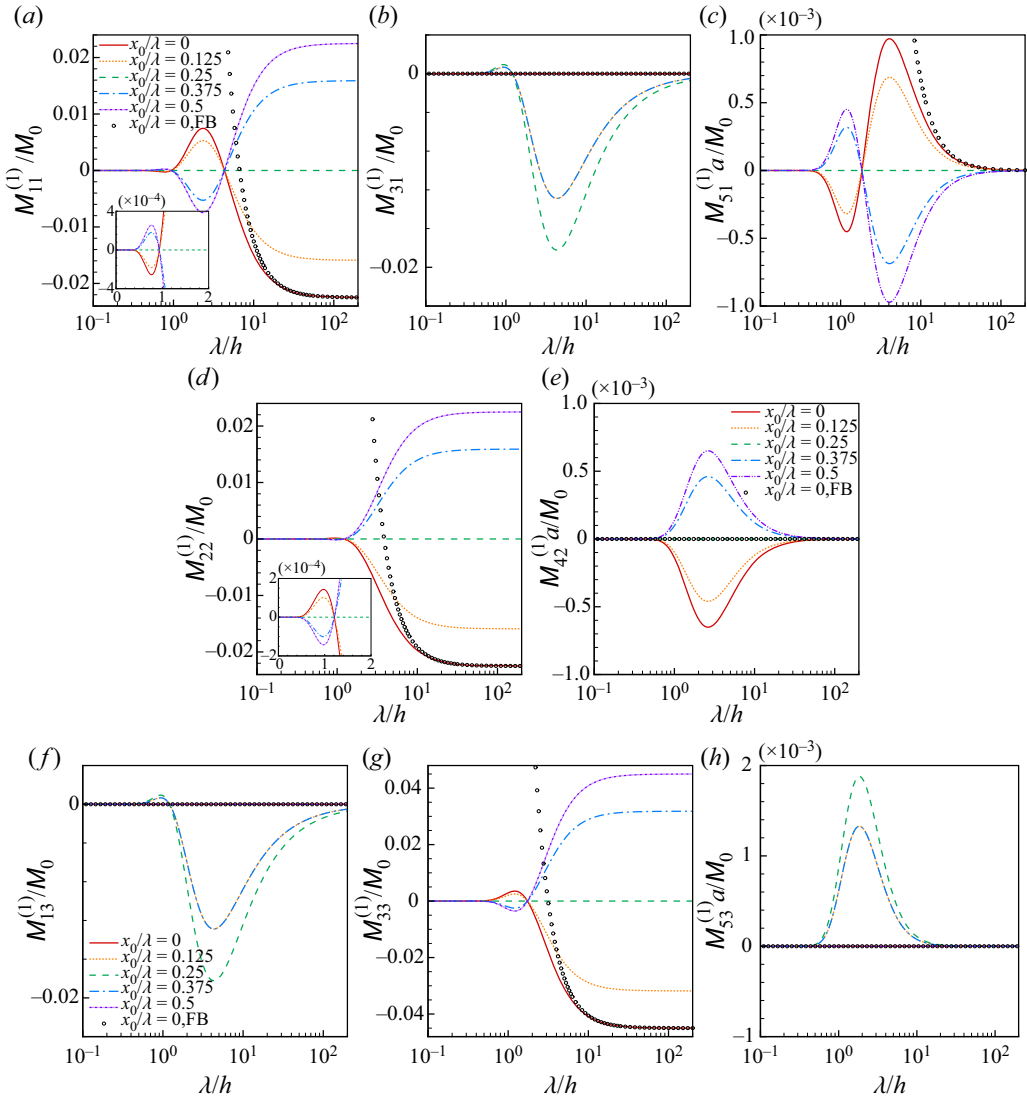 (a)
M₁₁⁽¹⁾/M₀
0.02
0.01
0
−0.01
−0.02
x₀/λ = 0
x₀/λ = 0.125
x₀/λ = 0.25
x₀/λ = 0.375
x₀/λ = 0.5
x₀/λ = 0,FB
(×10⁻⁴)
4
0
−4
0 1 2
10⁻¹ 10⁰ 10¹ 10²
λ/h
(b)
M₃₁⁽¹⁾/M₀
0
−0.02
10⁻¹ 10⁰ 10¹ 10²
λ/h
(c)
(×10⁻³)
M₅₁⁽¹⁾a/M₀
1.0
0.5
0
−0.5
−1.0
10⁻¹ 10⁰ 10¹ 10²
λ/h
(d)
M₂₂⁽¹⁾/M₀
0.02
0.01
0
−0.01
−0.02
(×10⁻⁴)
2
0
−2
0 1 2
10⁻¹ 10⁰ 10¹ 10²
λ/h
(e)
(×10⁻³)
M₄₂⁽¹⁾a/M₀
1.0
0.5
0
−0.5
−1.0
x₀/λ = 0
x₀/λ = 0.125
x₀/λ = 0.25
x₀/λ = 0.375
x₀/λ = 0.5
x₀/λ = 0,FB
10⁻¹ 10⁰ 10¹ 10²
λ/h
(f)
M₁₃⁽¹⁾/M₀
0
−0.02
x₀/λ = 0
x₀/λ = 0.125
x₀/λ = 0.25
x₀/λ = 0.375
x₀/λ = 0.5
x₀/λ = 0,FB
10⁻¹ 10⁰ 10¹ 10²
λ/h
(g)
M₃₃⁽¹⁾/M₀
0.04
0.02
0
−0.02
−0.04
10⁻¹ 10⁰ 10¹ 10²
λ/h
(h)
(×10⁻³)
M₅₃⁽¹⁾a/M₀
2
1
0
−1
10⁻¹ 10⁰ 10¹ 10²
λ/h